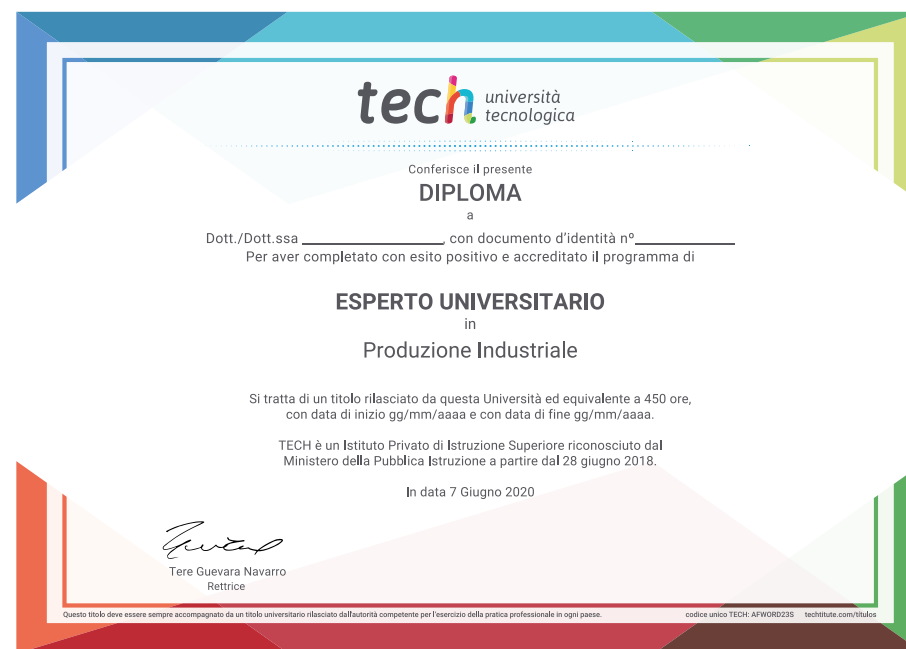 tech università
tecnologica
Conferisce il presente
DIPLOMA
a
Dott./Dott.ssa ____________________, con documento d'identità nº______________
Per aver completato con esito positivo e accreditato il programma di
ESPERTO UNIVERSITARIO
in
Produzione Industriale
Si tratta di un titolo rilasciato da questa Università ed equivalente a 450 ore,
con data di inizio gg/mm/aaaa e con data di fine gg/mm/aaaa.
TECH è un Istituto Privato di Istruzione Superiore riconosciuto dal
Ministero della Pubblica Istruzione a partire dal 28 giugno 2018.
In data 7 Giugno 2020
Tere Guevara Navarro
Rettrice
Questo titolo deve essere sempre accompagnato da un titolo universitario rilasciato dall'autorità competente per l'esercizio della pratica professionale in ogni paese. codice unico TECH: AFWORD23S techtitute.com/titulos